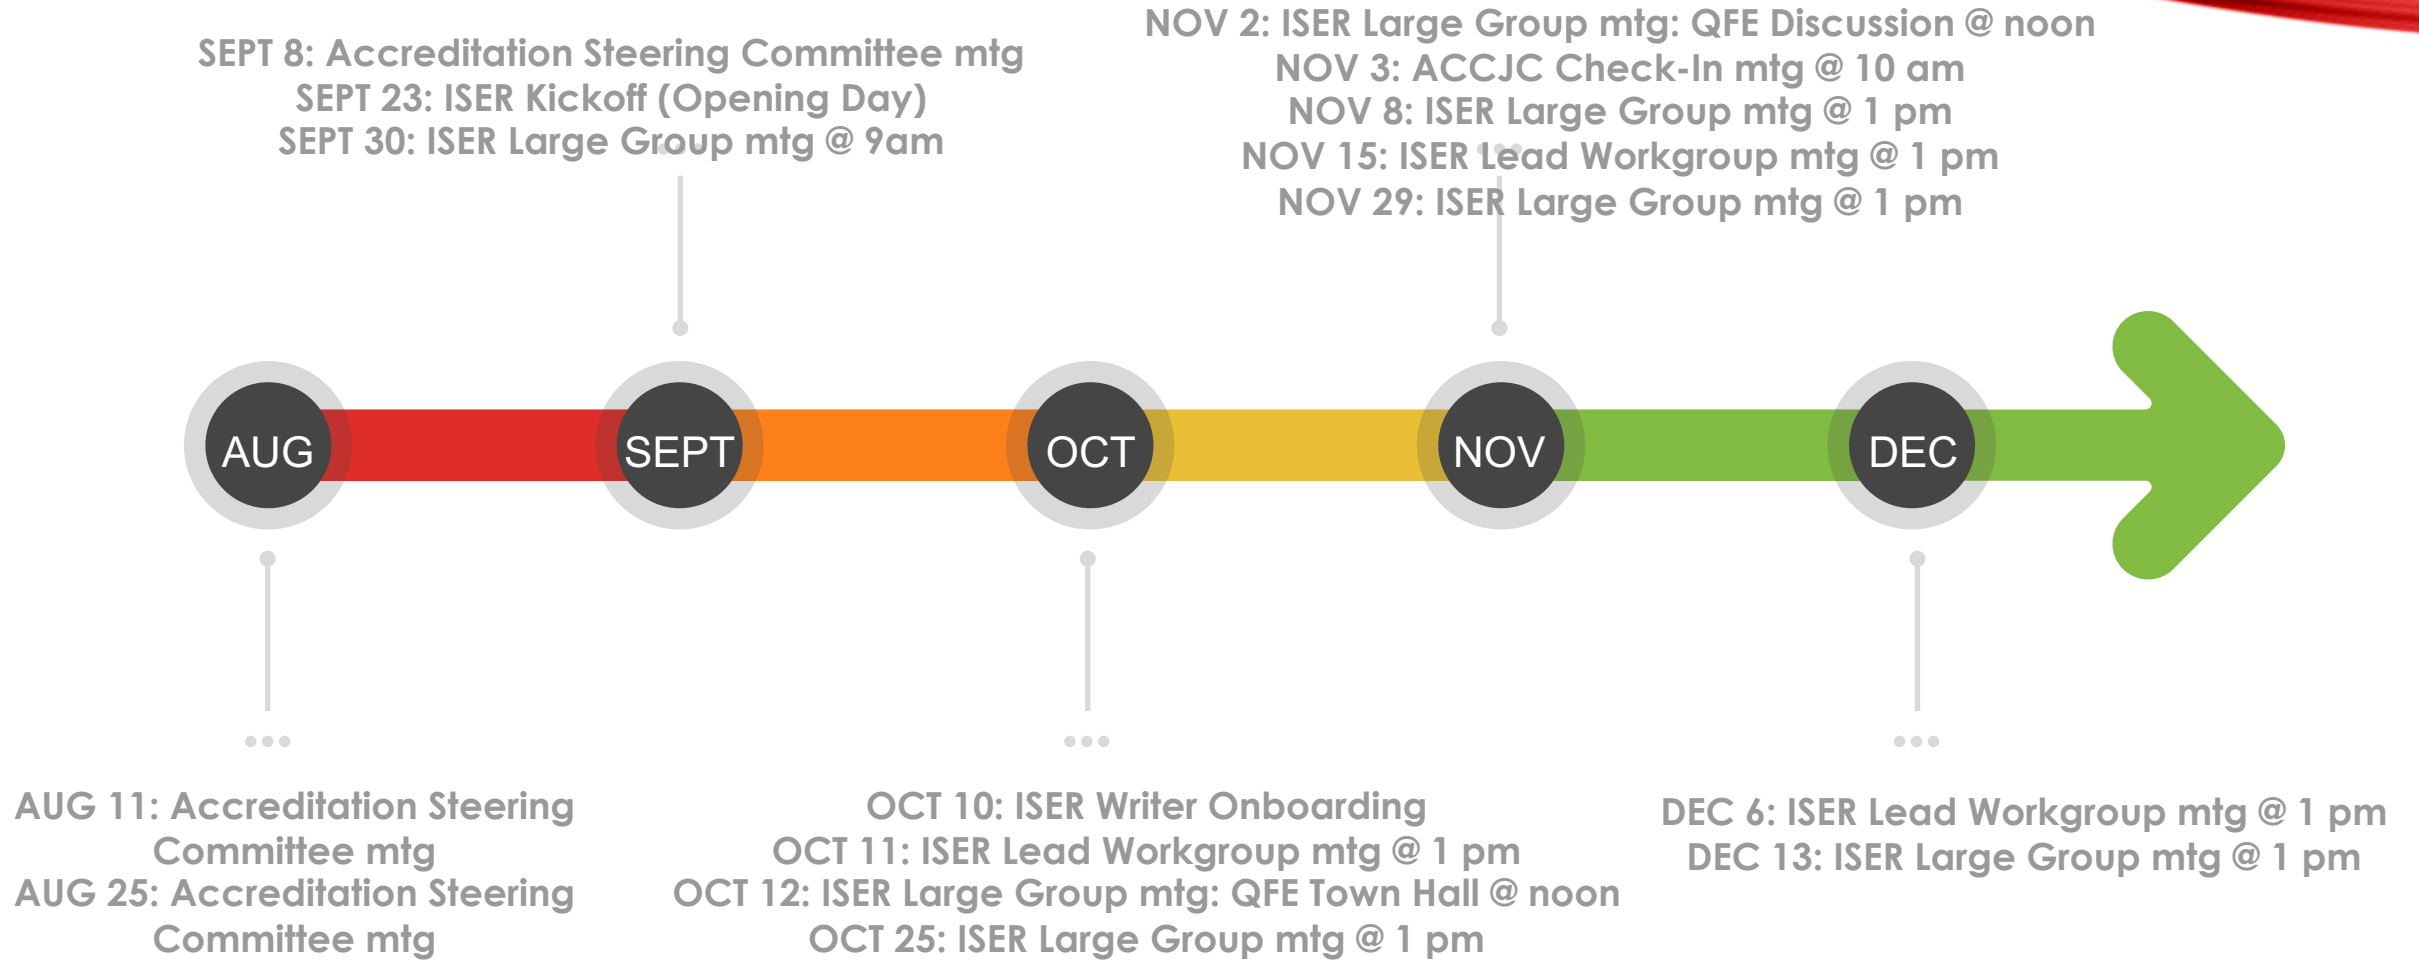 SEPT 8: Accreditation Steering Committee mtg
SEPT 23: ISER Kickoff (Opening Day)
SEPT 30: ISER Large Group mtg @ 9am
NOV 2: ISER Large Group mtg: QFE Discussion @ noon
NOV 3: ACCJC Check-In mtg @ 10 am
NOV 8: ISER Large Group mtg @ 1 pm
NOV 15: ISER Lead Workgroup mtg @ 1 pm
NOV 29: ISER Large Group mtg @ 1 pm
AUG
SEPT
OCT
NOV
DEC
AUG 11: Accreditation Steering
Committee mtg
AUG 25: Accreditation Steering
Committee mtg
OCT 10: ISER Writer Onboarding
OCT 11: ISER Lead Workgroup mtg @ 1 pm
OCT 12: ISER Large Group mtg: QFE Town Hall @ noon
OCT 25: ISER Large Group mtg @ 1 pm
DEC 6: ISER Lead Workgroup mtg @ 1 pm
DEC 13: ISER Large Group mtg @ 1 pm